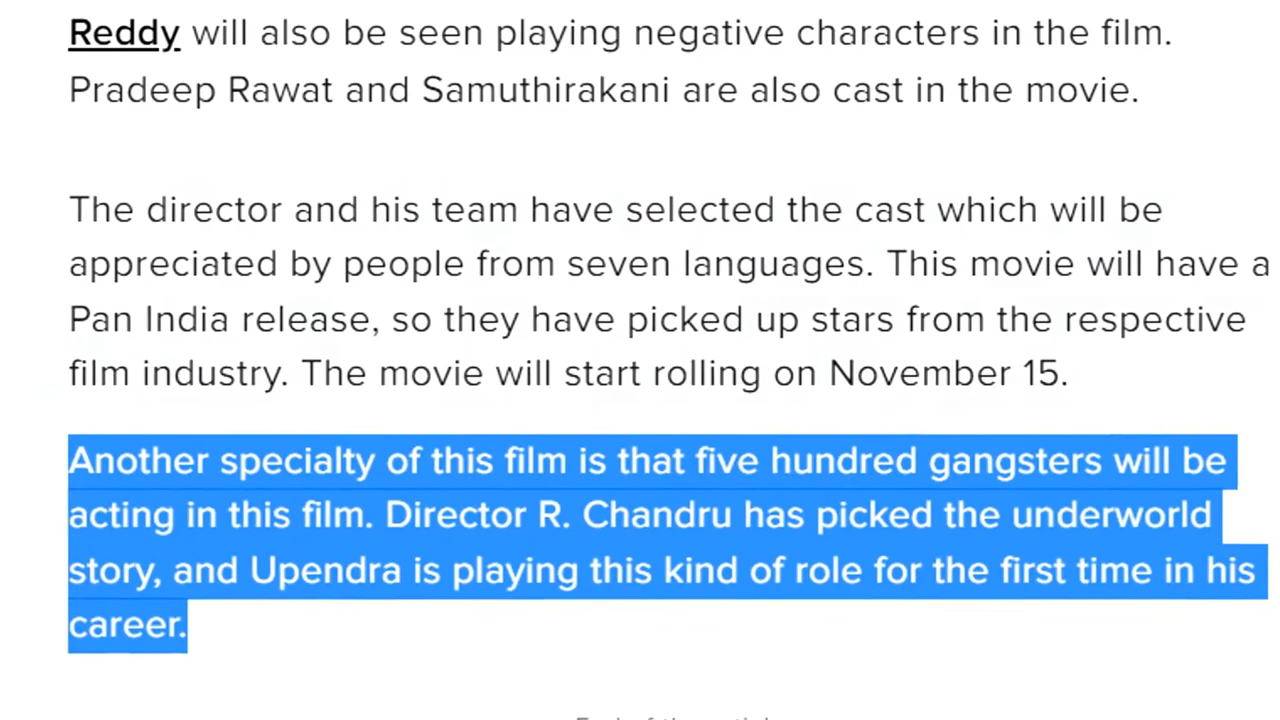 Reddy will also be seen playing negative characters in the film.
Pradeep Rawat and Samuthirakani are also cast in the movie.
The director and his team have selected the cast which will be
appreciated by people from seven languages. This movie will have a
Pan India release, so they have picked up stars from the respective
film industry. The movie will start rolling on November 15.
Another specialty of this film is that five hundred gangsters will be
acting in this film. Director R. Chandru has picked the underworld
story, and Upendra is playing this kind of role for the first time in his
career.